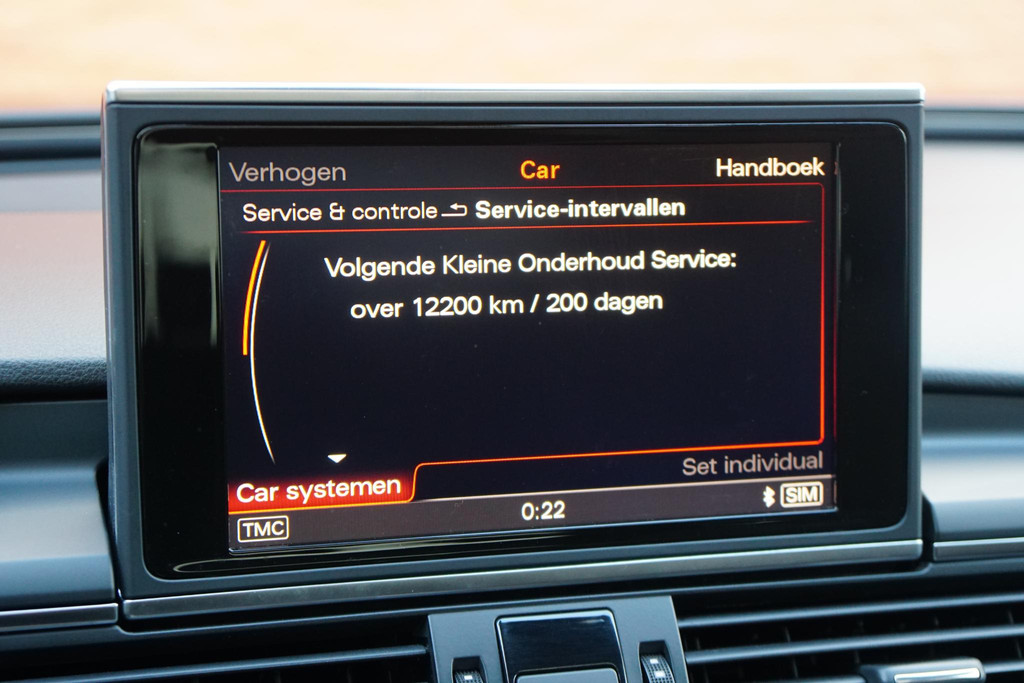 Verhogen Car Handboek
Service & controle Service-intervallen
Volgende Kleine Onderhoud Service:
over 12200 km / 200 dagen
Set individual
Car systemen
TMC 0:22 SIM